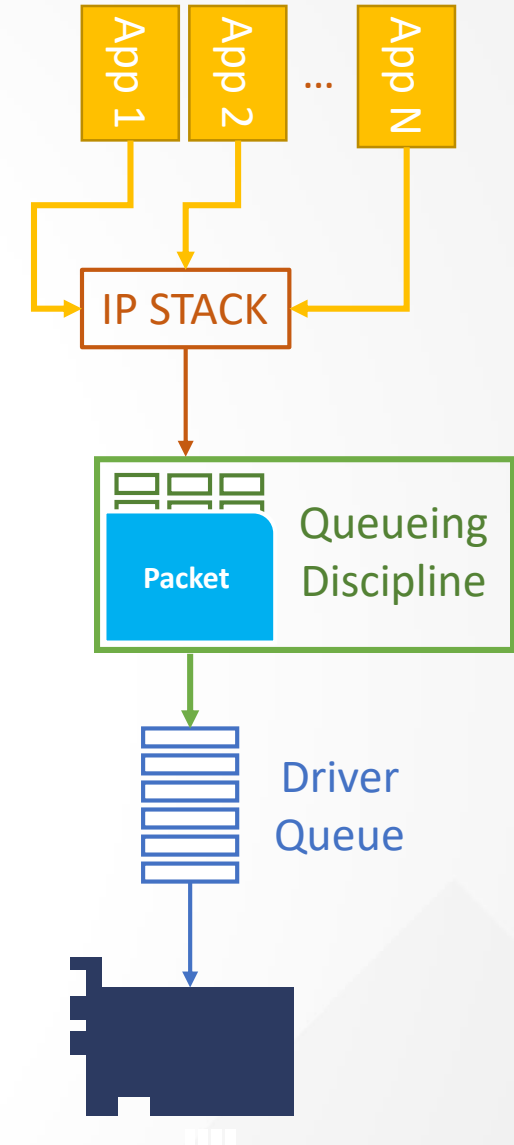 App 1
App 2
...
App N
IP STACK
Queueing
Discipline
Packet
Driver
Queue